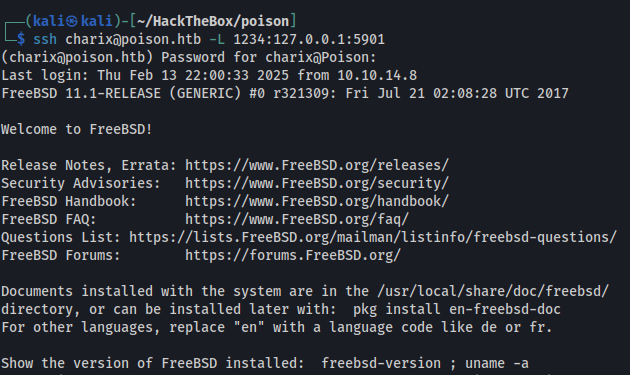 ┌──(kali㉿kali)-[~/HackTheBox/poison]
└─$ ssh charix@poison.htb -L 1234:127.0.0.1:5901
(charix@poison.htb) Password for charix@Poison:
Last login: Thu Feb 13 22:00:33 2025 from 10.10.14.8
FreeBSD 11.1-RELEASE (GENERIC) #0 r321309: Fri Jul 21 02:08:28 UTC 2017
Welcome to FreeBSD!
Release Notes, Errata: https://www.FreeBSD.org/releases/
Security Advisories:   https://www.FreeBSD.org/security/
FreeBSD Handbook:      https://www.FreeBSD.org/handbook/
FreeBSD FAQ:           https://www.FreeBSD.org/faq/
Questions List: https://lists.FreeBSD.org/mailman/listinfo/freebsd-questions/
FreeBSD Forums:        https://forums.FreeBSD.org/
Documents installed with the system are in the /usr/local/share/doc/freebsd/
directory, or can be installed later with:  pkg install en-freebsd-doc
For other languages, replace "en" with a language code like de or fr.
Show the version of FreeBSD installed:  freebsd-version ; uname -a